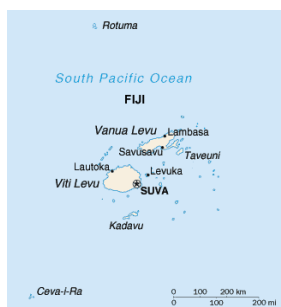 Rotuma
South Pacific Ocean
FIJI
Vanua Levu
Lambasa
Savusavu
Taveuni
Lautoka
Levuka
Viti Levu
SUVA
Kadavu
Ceva-I-Ra
0 100 200 km
0 100 200 mi